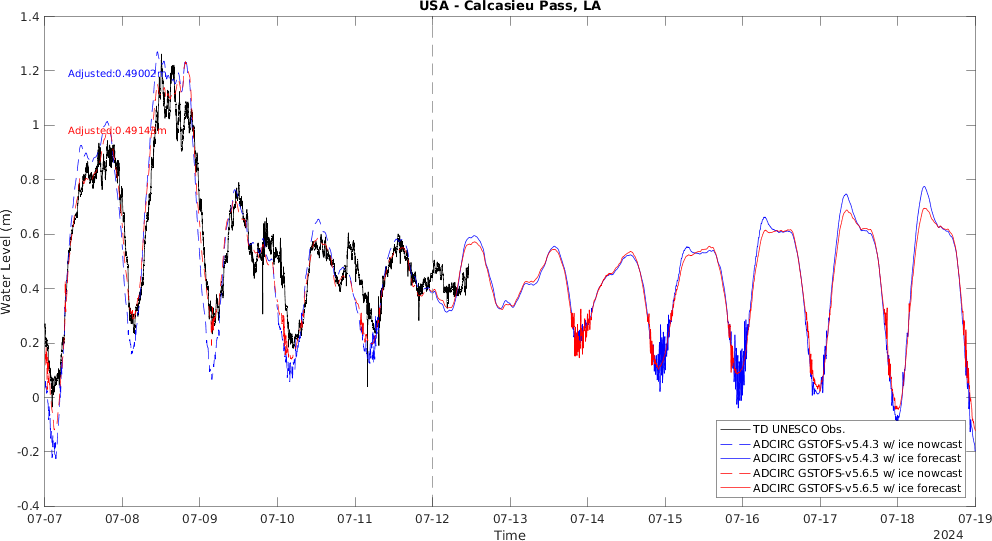 USA - Calcasieu Pass, LA
1.4
1.2
1
0.8
0.6
0.4
0.2
0
-0.2
-0.4
Water Level (m)
Adjusted:0.49002m
Adjusted:0.49145m
TD UNESCO Obs.
ADCIRC GSTOFS-v5.4.3 w/ ice nowcast
ADCIRC GSTOFS-v5.4.3 w/ ice forecast
ADCIRC GSTOFS-v5.6.5 w/ ice nowcast
ADCIRC GSTOFS-v5.6.5 w/ ice forecast
07-07 07-08 07-09 07-10 07-11 07-12 07-13 07-14 07-15 07-16 07-17 07-18 07-19
Time
2024